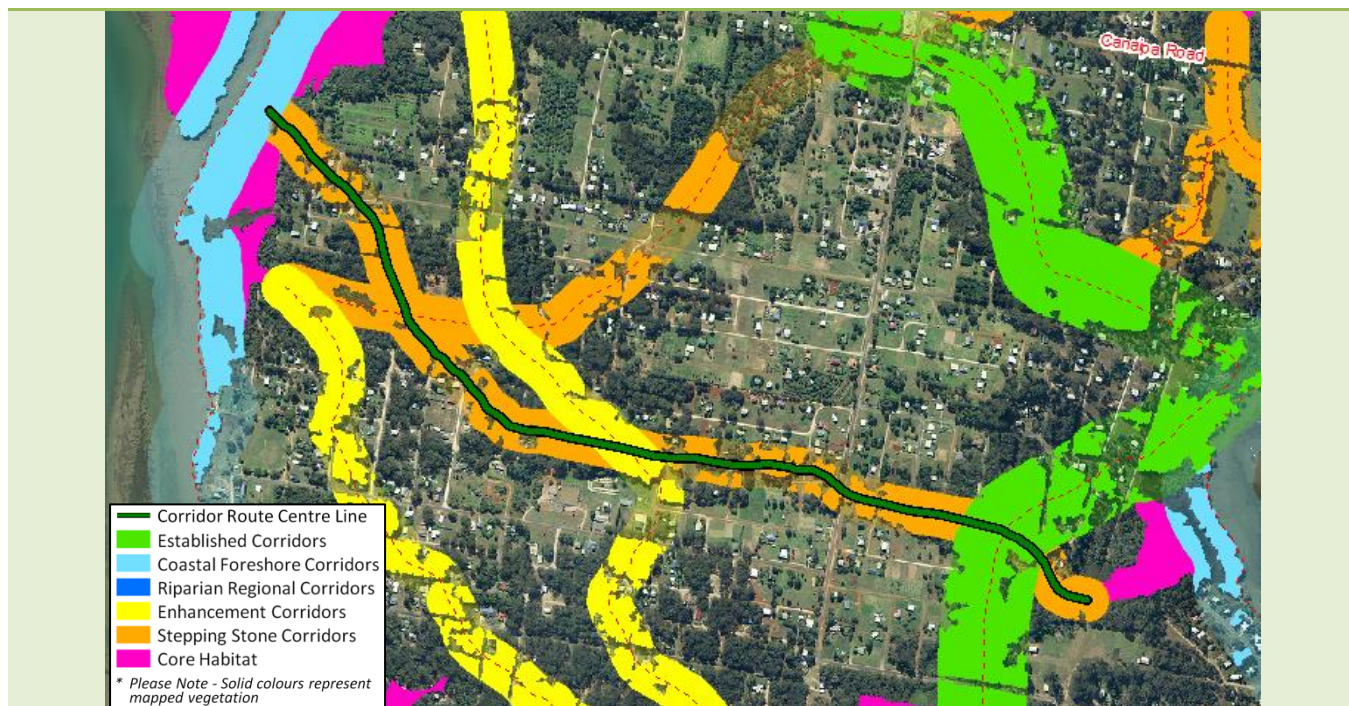 Canaipa Road
Corridor Route Centre Line
Established Corridors
Coastal Foreshore Corridors
Riparian Regional Corridors
Enhancement Corridors
Stepping Stone Corridors
Core Habitat
* Please Note - Solid colours represent
mapped vegetation